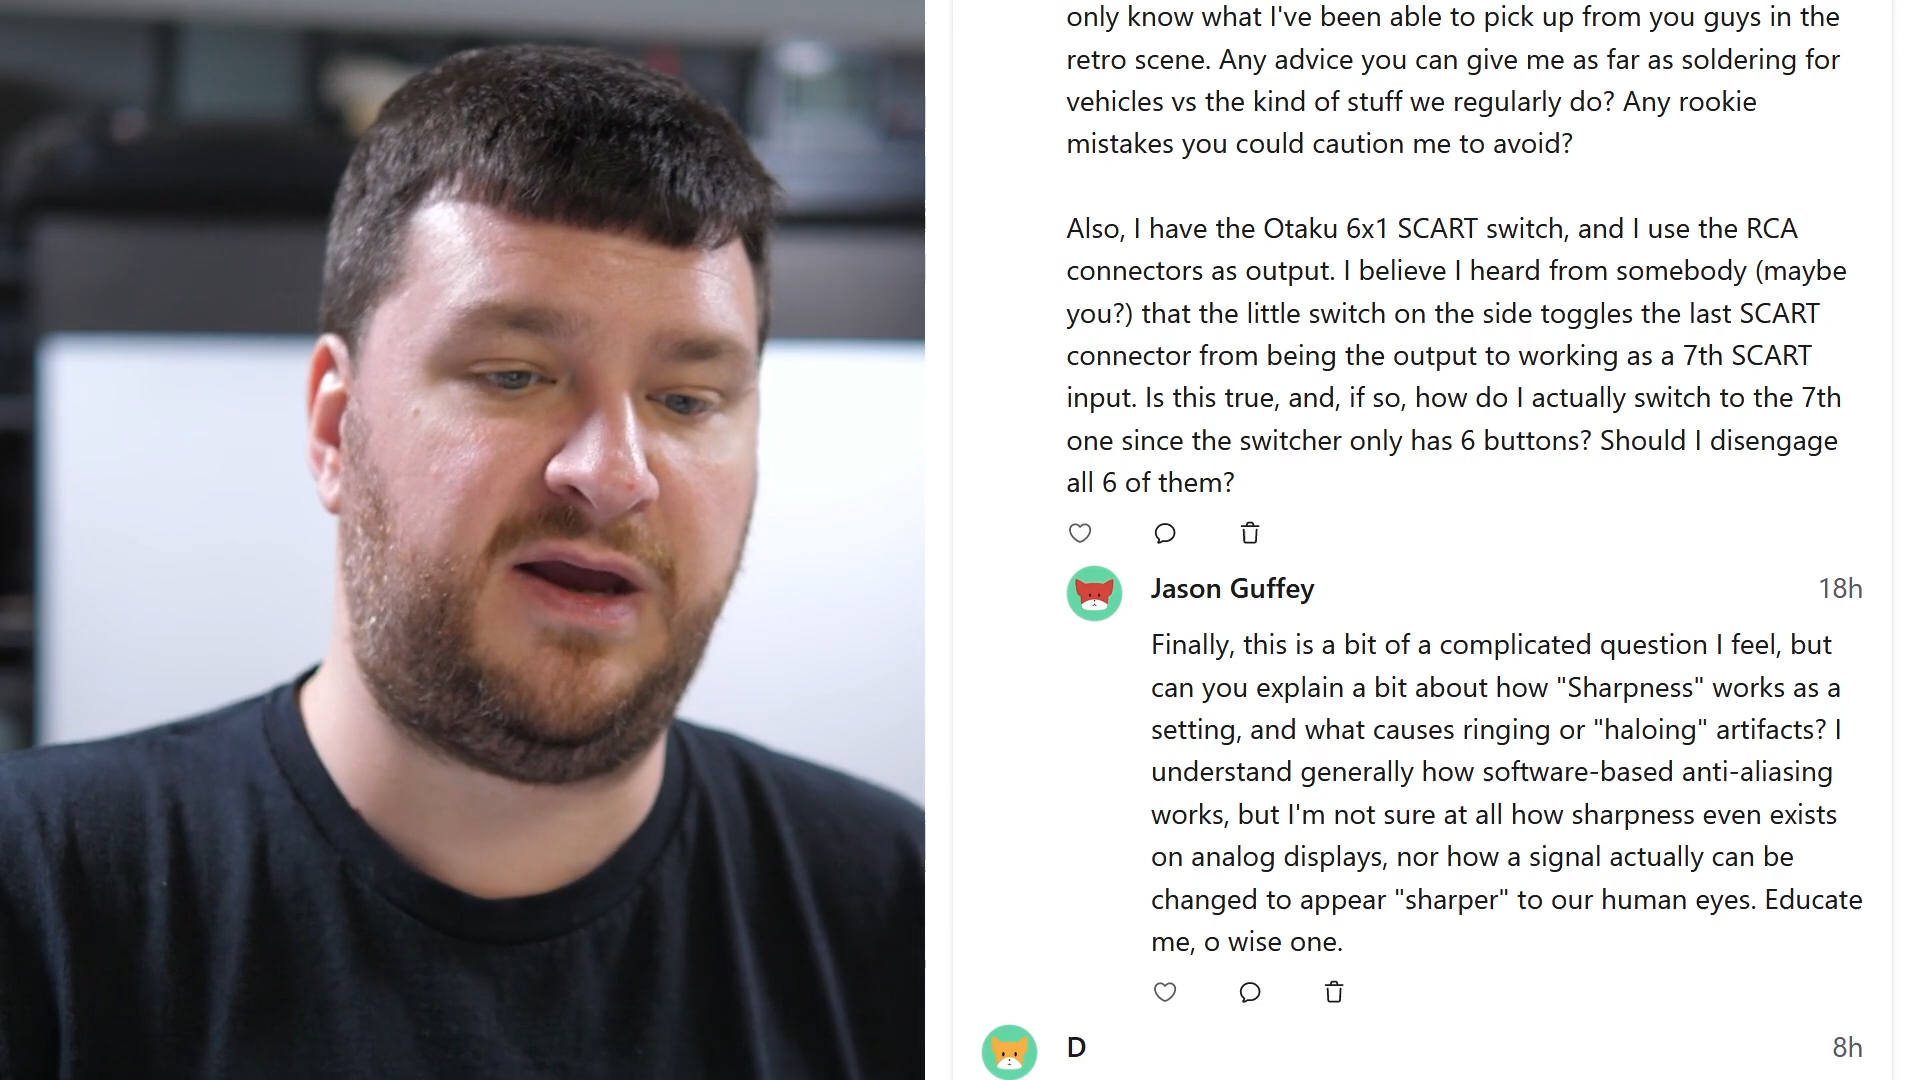 only know what I've been able to pick up from you guys in the
retro scene. Any advice you can give me as far as soldering for
vehicles vs the kind of stuff we regularly do? Any rookie
mistakes you could caution me to avoid?
Also, I have the Otaku 6x1 SCART switch, and I use the RCA
connectors as output. I believe I heard from somebody (maybe
you?) that the little switch on the side toggles the last SCART
connector from being the output to working as a 7th SCART
input. Is this true, and, if so, how do I actually switch to the 7th
one since the switcher only has 6 buttons? Should I disengage
all 6 of them?
Jason Guffey 18h
Finally, this is a bit of a complicated question I feel, but
can you explain a bit about how "Sharpness" works as a
setting, and what causes ringing or "haloing" artifacts? I
understand generally how software-based anti-aliasing
works, but I'm not sure at all how sharpness even exists
on analog displays, nor how a signal actually can be
changed to appear "sharper" to our human eyes. Educate
me, o wise one.
D 8h